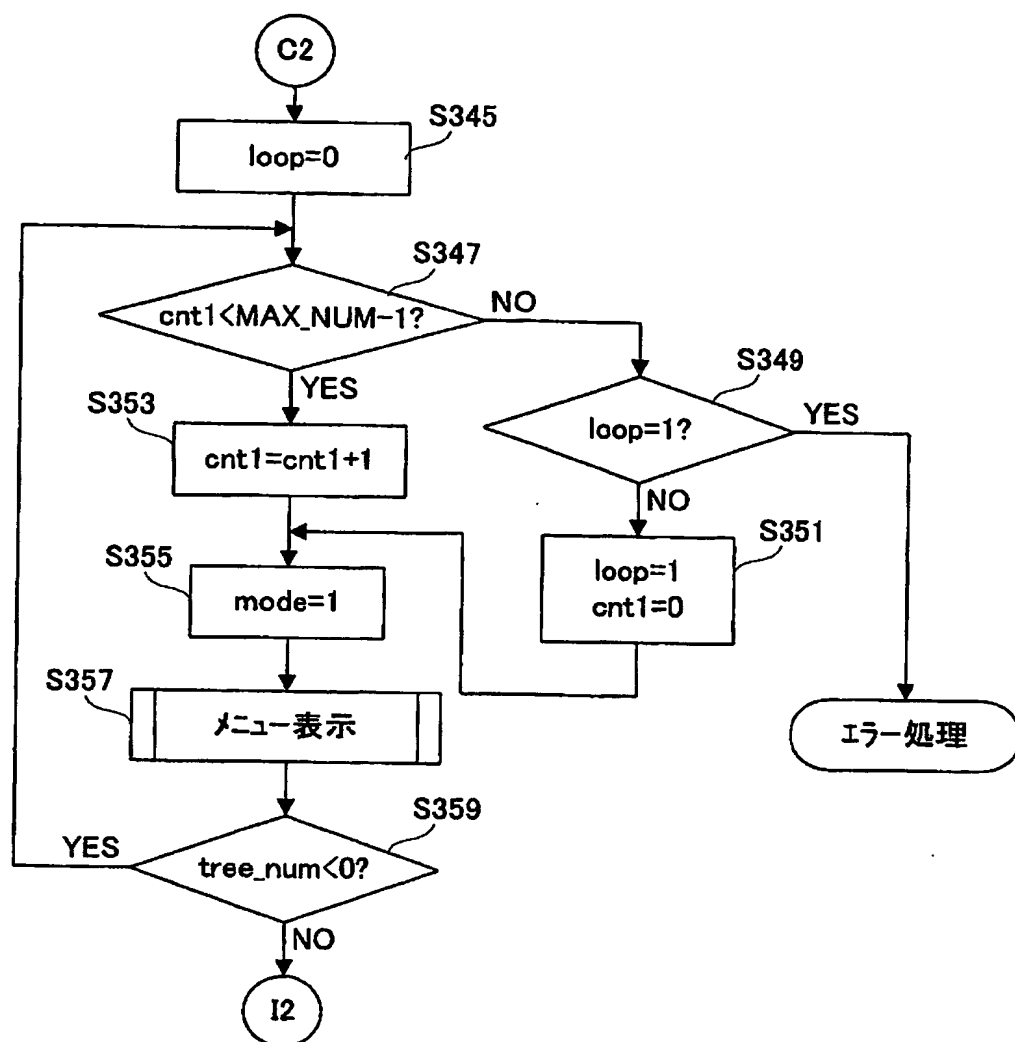 C2
S345
loop=0
S347
cnt1<MAX_NUM-1?
NO
YES
S349
loop=1?
YES
NO
S353
cnt1=cnt1+1
S351
loop=1
cnt1=0
S355
mode=1
S357
メニュー表示
エラー処理
S359
YES
tree_num<0?
NO
I2